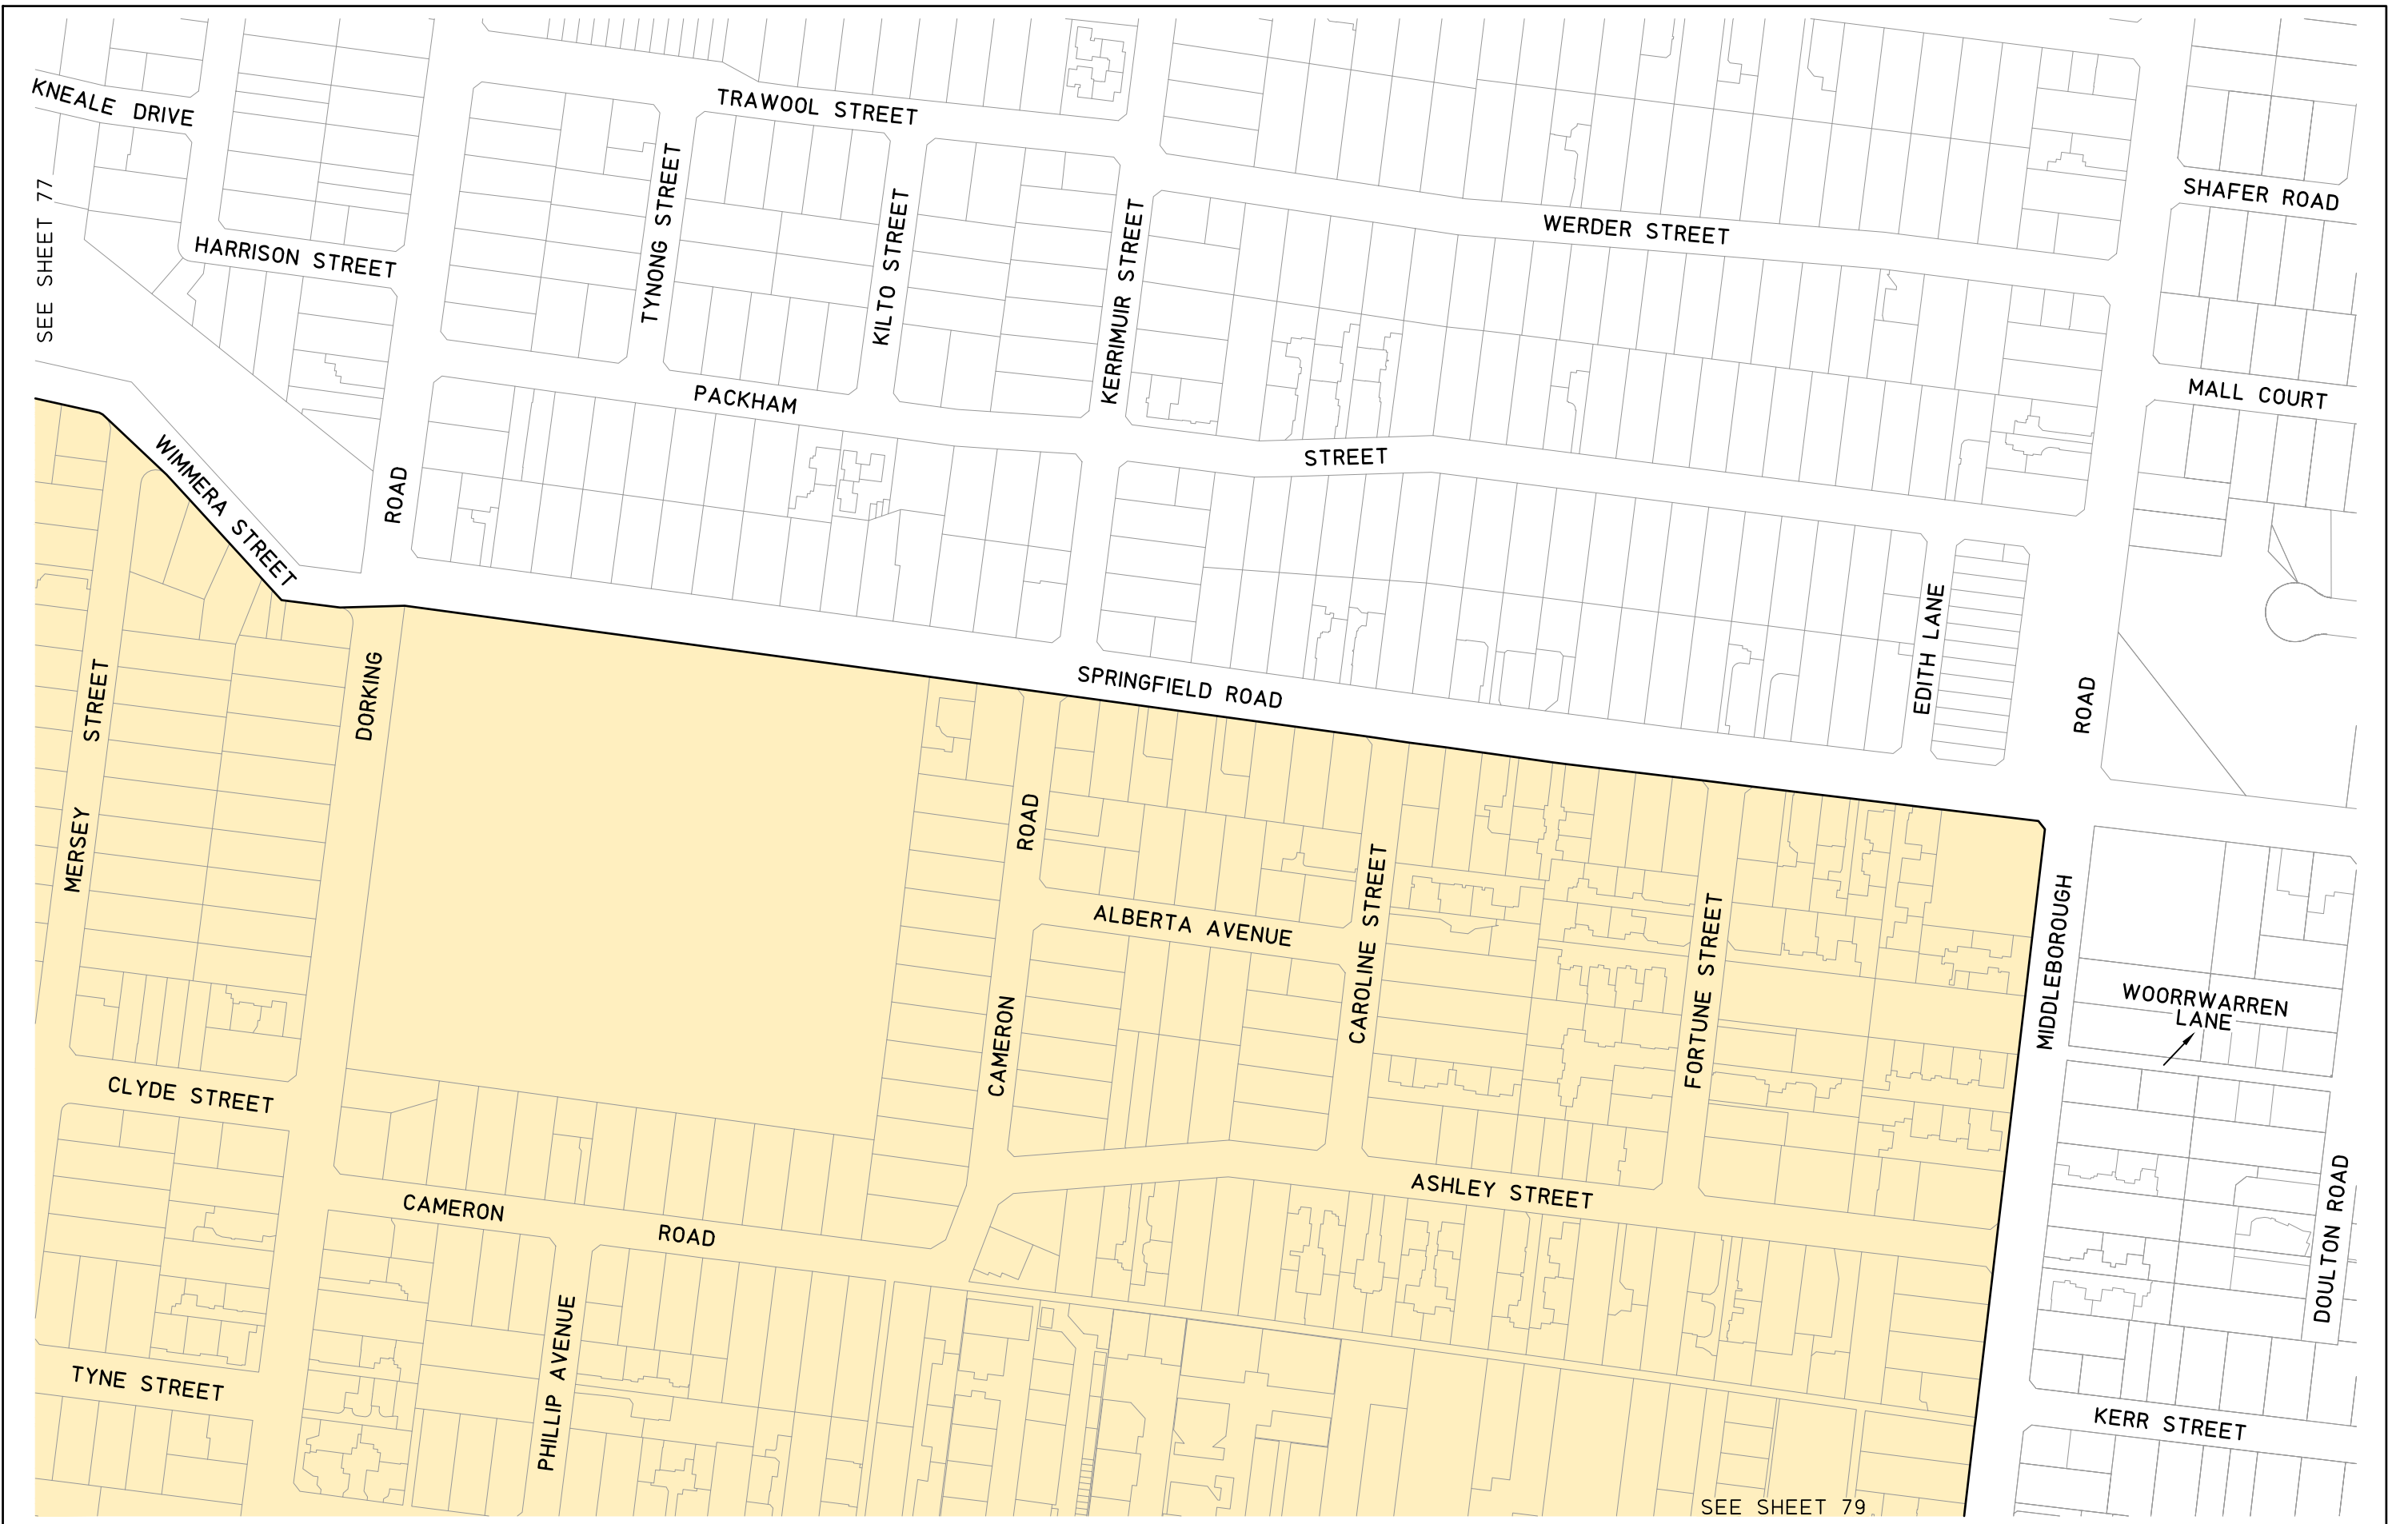 KNEALE DRIVE
TRAWOOL STREET
SHAFER ROAD
SEE SHEET 77
HARRISON STREET
TYNONG STREET
KILTO STREET
KERRIMUIR STREET
WERDER STREET
PACKHAM
STREET
MALL COURT
WIMMERA STREET
ROAD
EDITH LANE
ROAD
SPRINGFIELD ROAD
DORKING
STREET
MERSEY
ROAD
CAMERON
ALBERTA AVENUE
CAROLINE STREET
FORTUNE STREET
MIDDLEBOROUGH
WOORRWARREN
LANE
CLYDE STREET
CAMERON
ROAD
ASHLEY STREET
DOULTON ROAD
PHILLIP AVENUE
TYNE STREET
KERR STREET
SEE SHEET 79